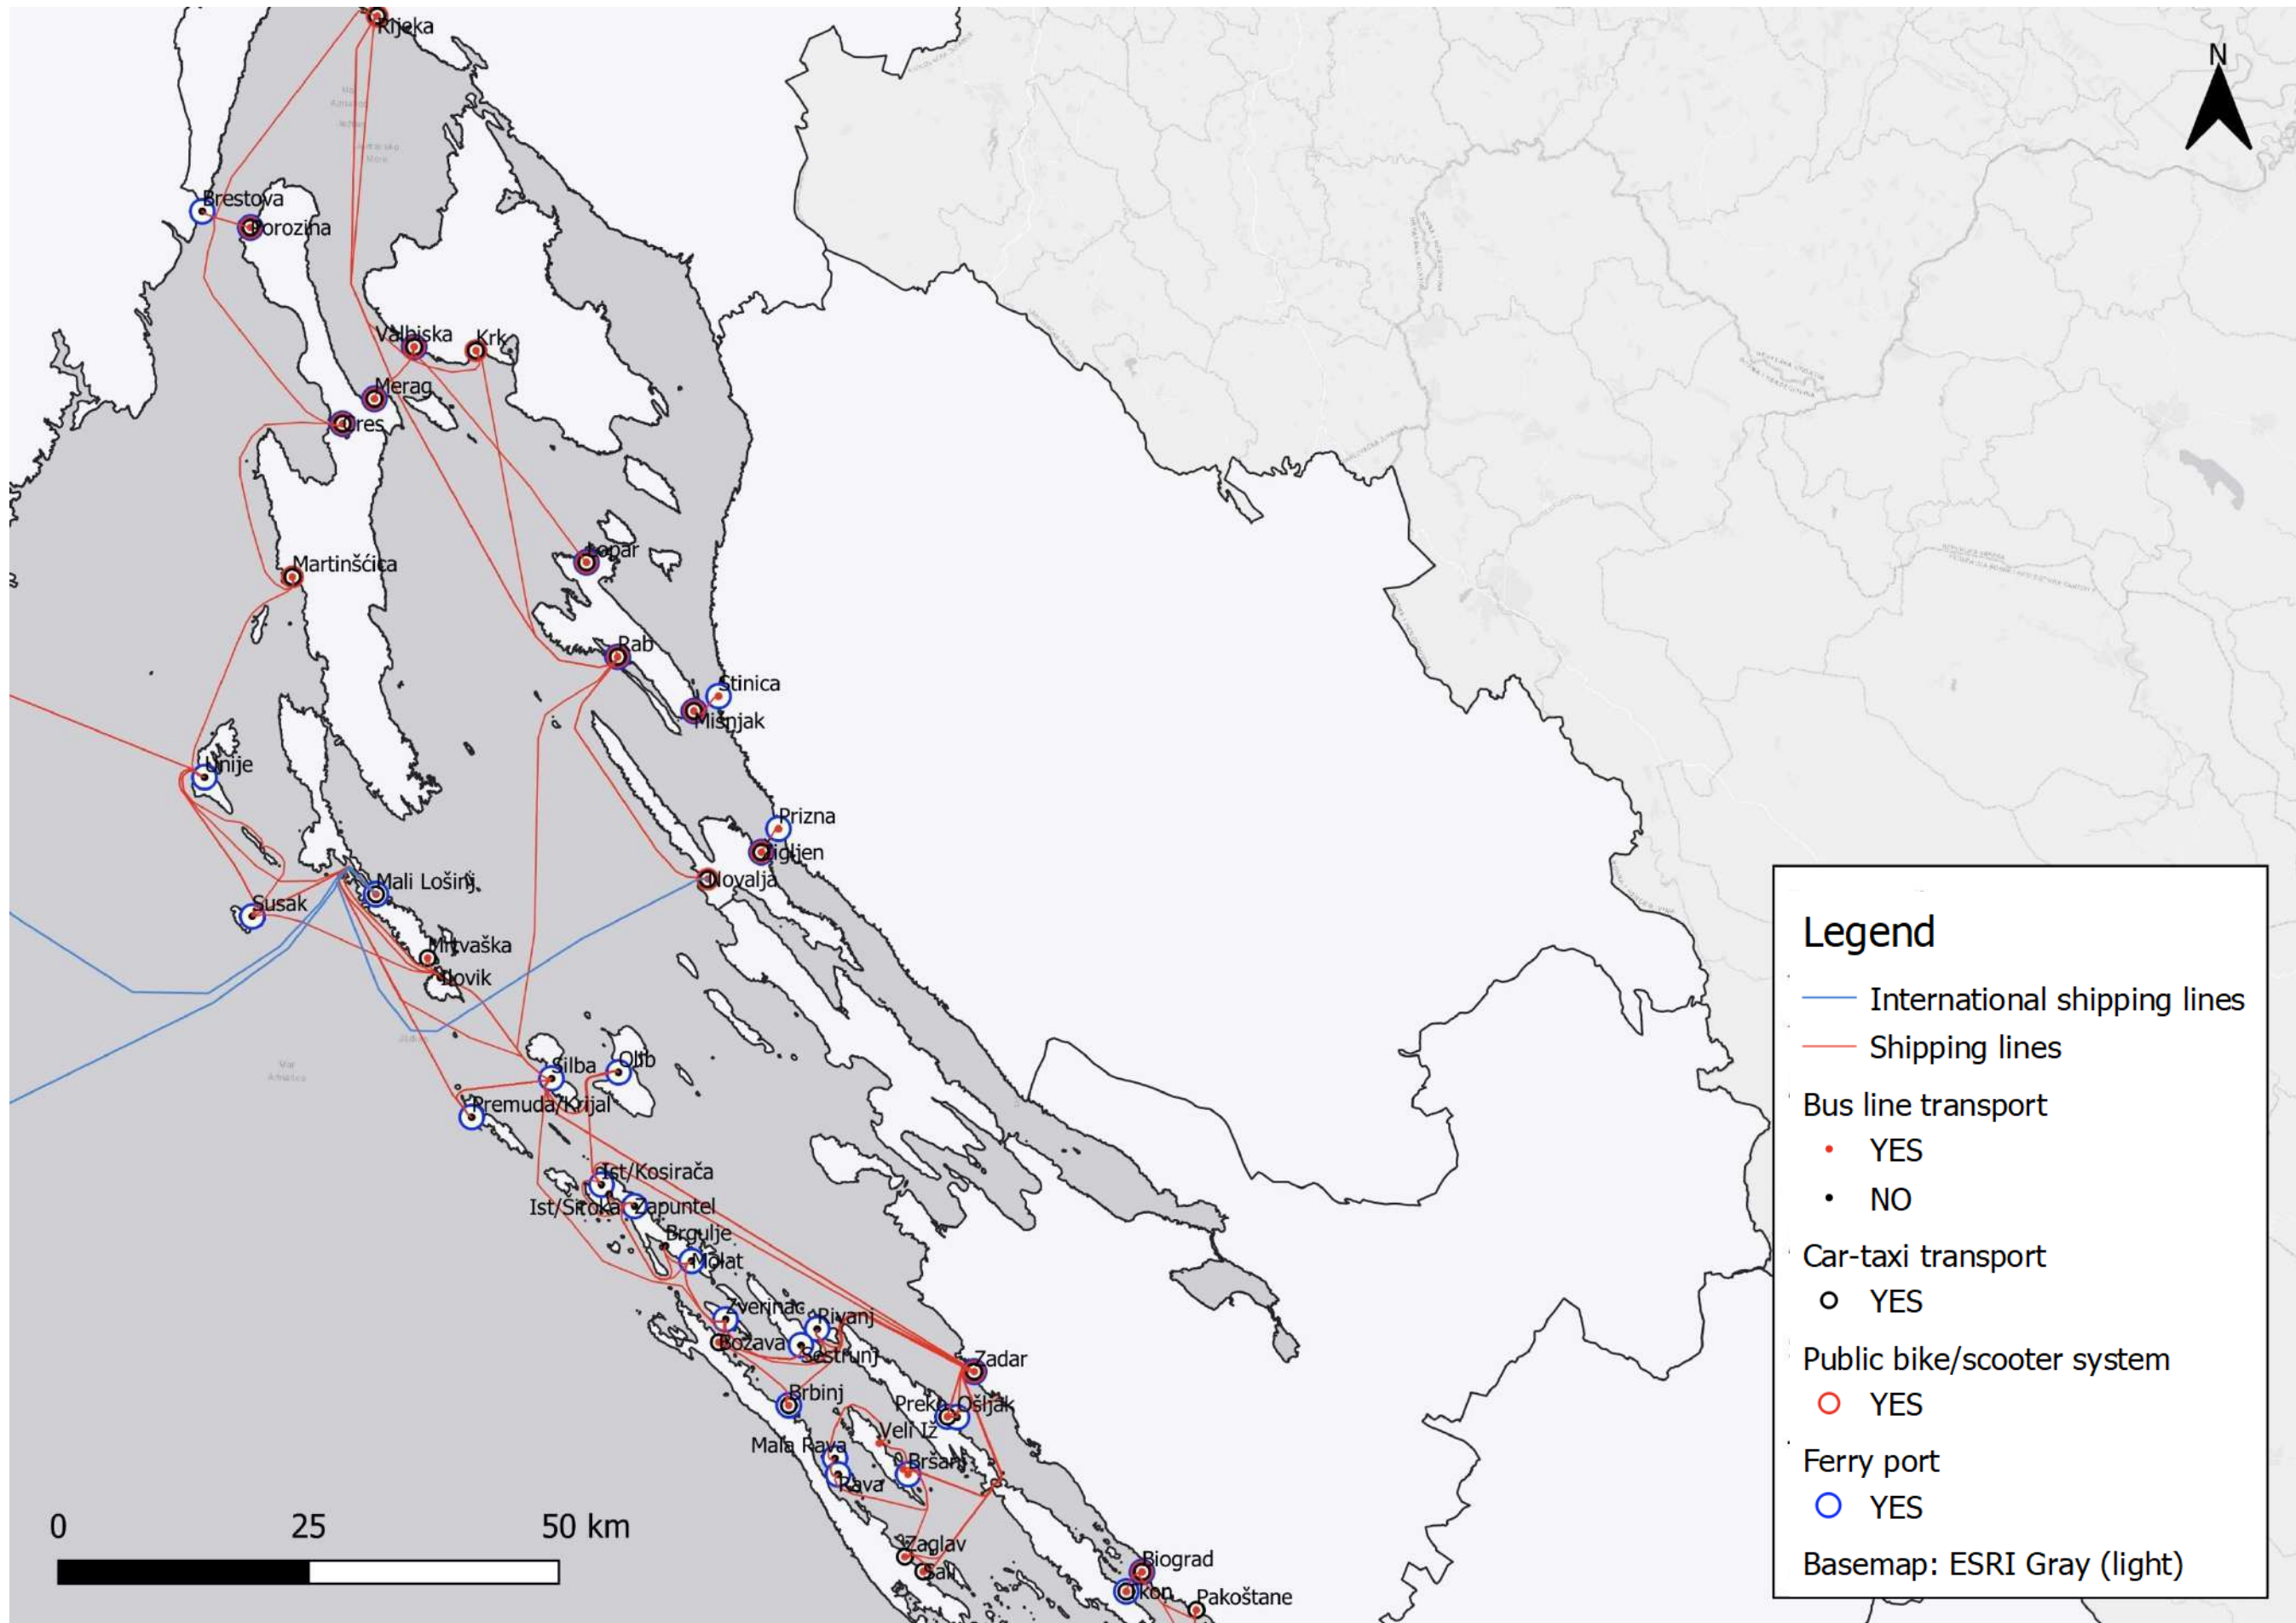 Rijeka
N
Brestova
Porozina
Valbiska
Krk
Merag
Cres
Lopar
Martinšćica
Rab
Stinica
Mišnjak
Unije
Prizna
Žigljen
Novalja
Mali Lošinj
Susak
Mrtvaška
Ilovik
Silba
Olib
Premuda/Krijal
Ist/Kosirača
Ist/Široka
Zapuntel
Brgulje
Molat
Zverinac
Rivanj
Božava
Sestrunj
Zadar
Brbinj
Preko
Ošljak
Veli Iž
Mala Rava
Bršanj
Rava
Zaglav
Sali
Biograd
Tkon
Pakoštane
0 25 50 km
Legend
International shipping lines
Shipping lines
Bus line transport
YES
NO
Car-taxi transport
YES
Public bike/scooter system
YES
Ferry port
YES
Basemap: ESRI Gray (light)